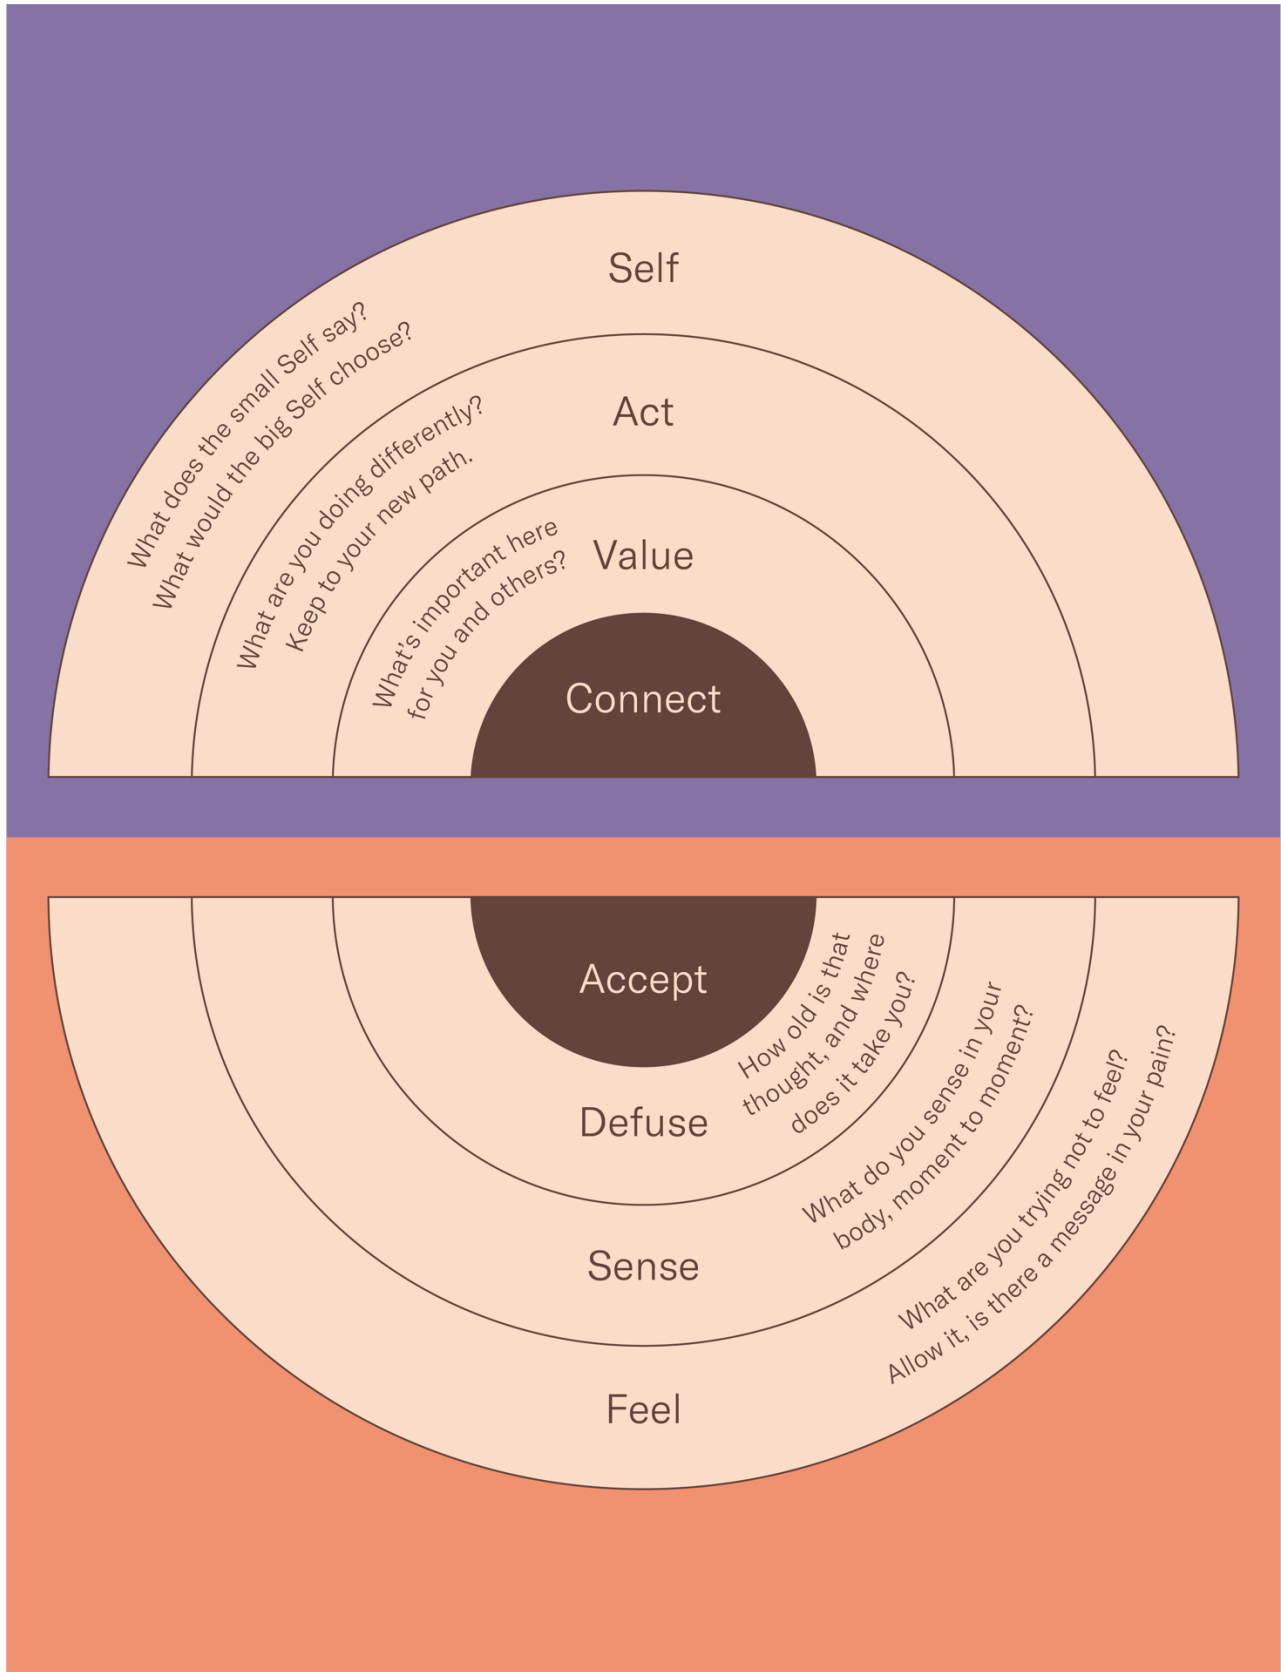 Self
What does the small Self say?
What would the big Self choose?
Act
What are you doing differently?
Keep to your new path.
Value
What’s important here
for you and others?
Connect
Accept
How old is that
thought, and where
does it take you?
Defuse
What do you sense in your
body, moment to moment?
Sense
What are you trying not to feel?
Allow it, is there a message in your pain?
Feel